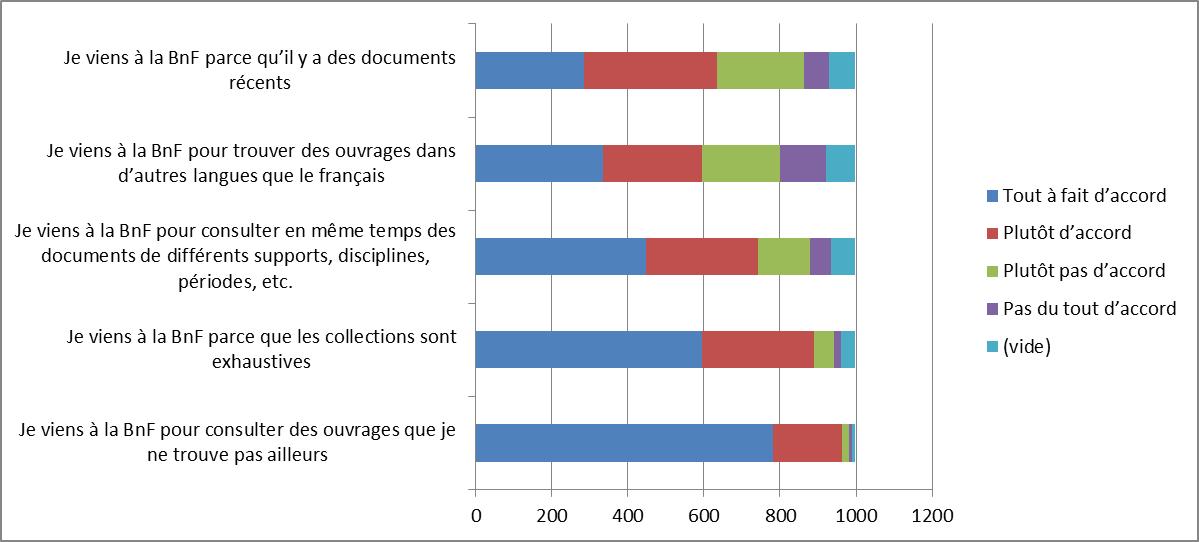 Je viens à la BnF parce qu’il y a des documents
récents
Je viens à la BnF pour trouver des ouvrages dans
d’autres langues que le français
Je viens à la BnF pour consulter en même temps des
documents de différents supports, disciplines,
périodes, etc.
Je viens à la BnF parce que les collections sont
exhaustives
Je viens à la BnF pour consulter des ouvrages que je
ne trouve pas ailleurs
0 200 400 600 800 1000 1200
Tout à fait d’accord
Plutôt d’accord
Plutôt pas d’accord
Pas du tout d’accord
(vide)